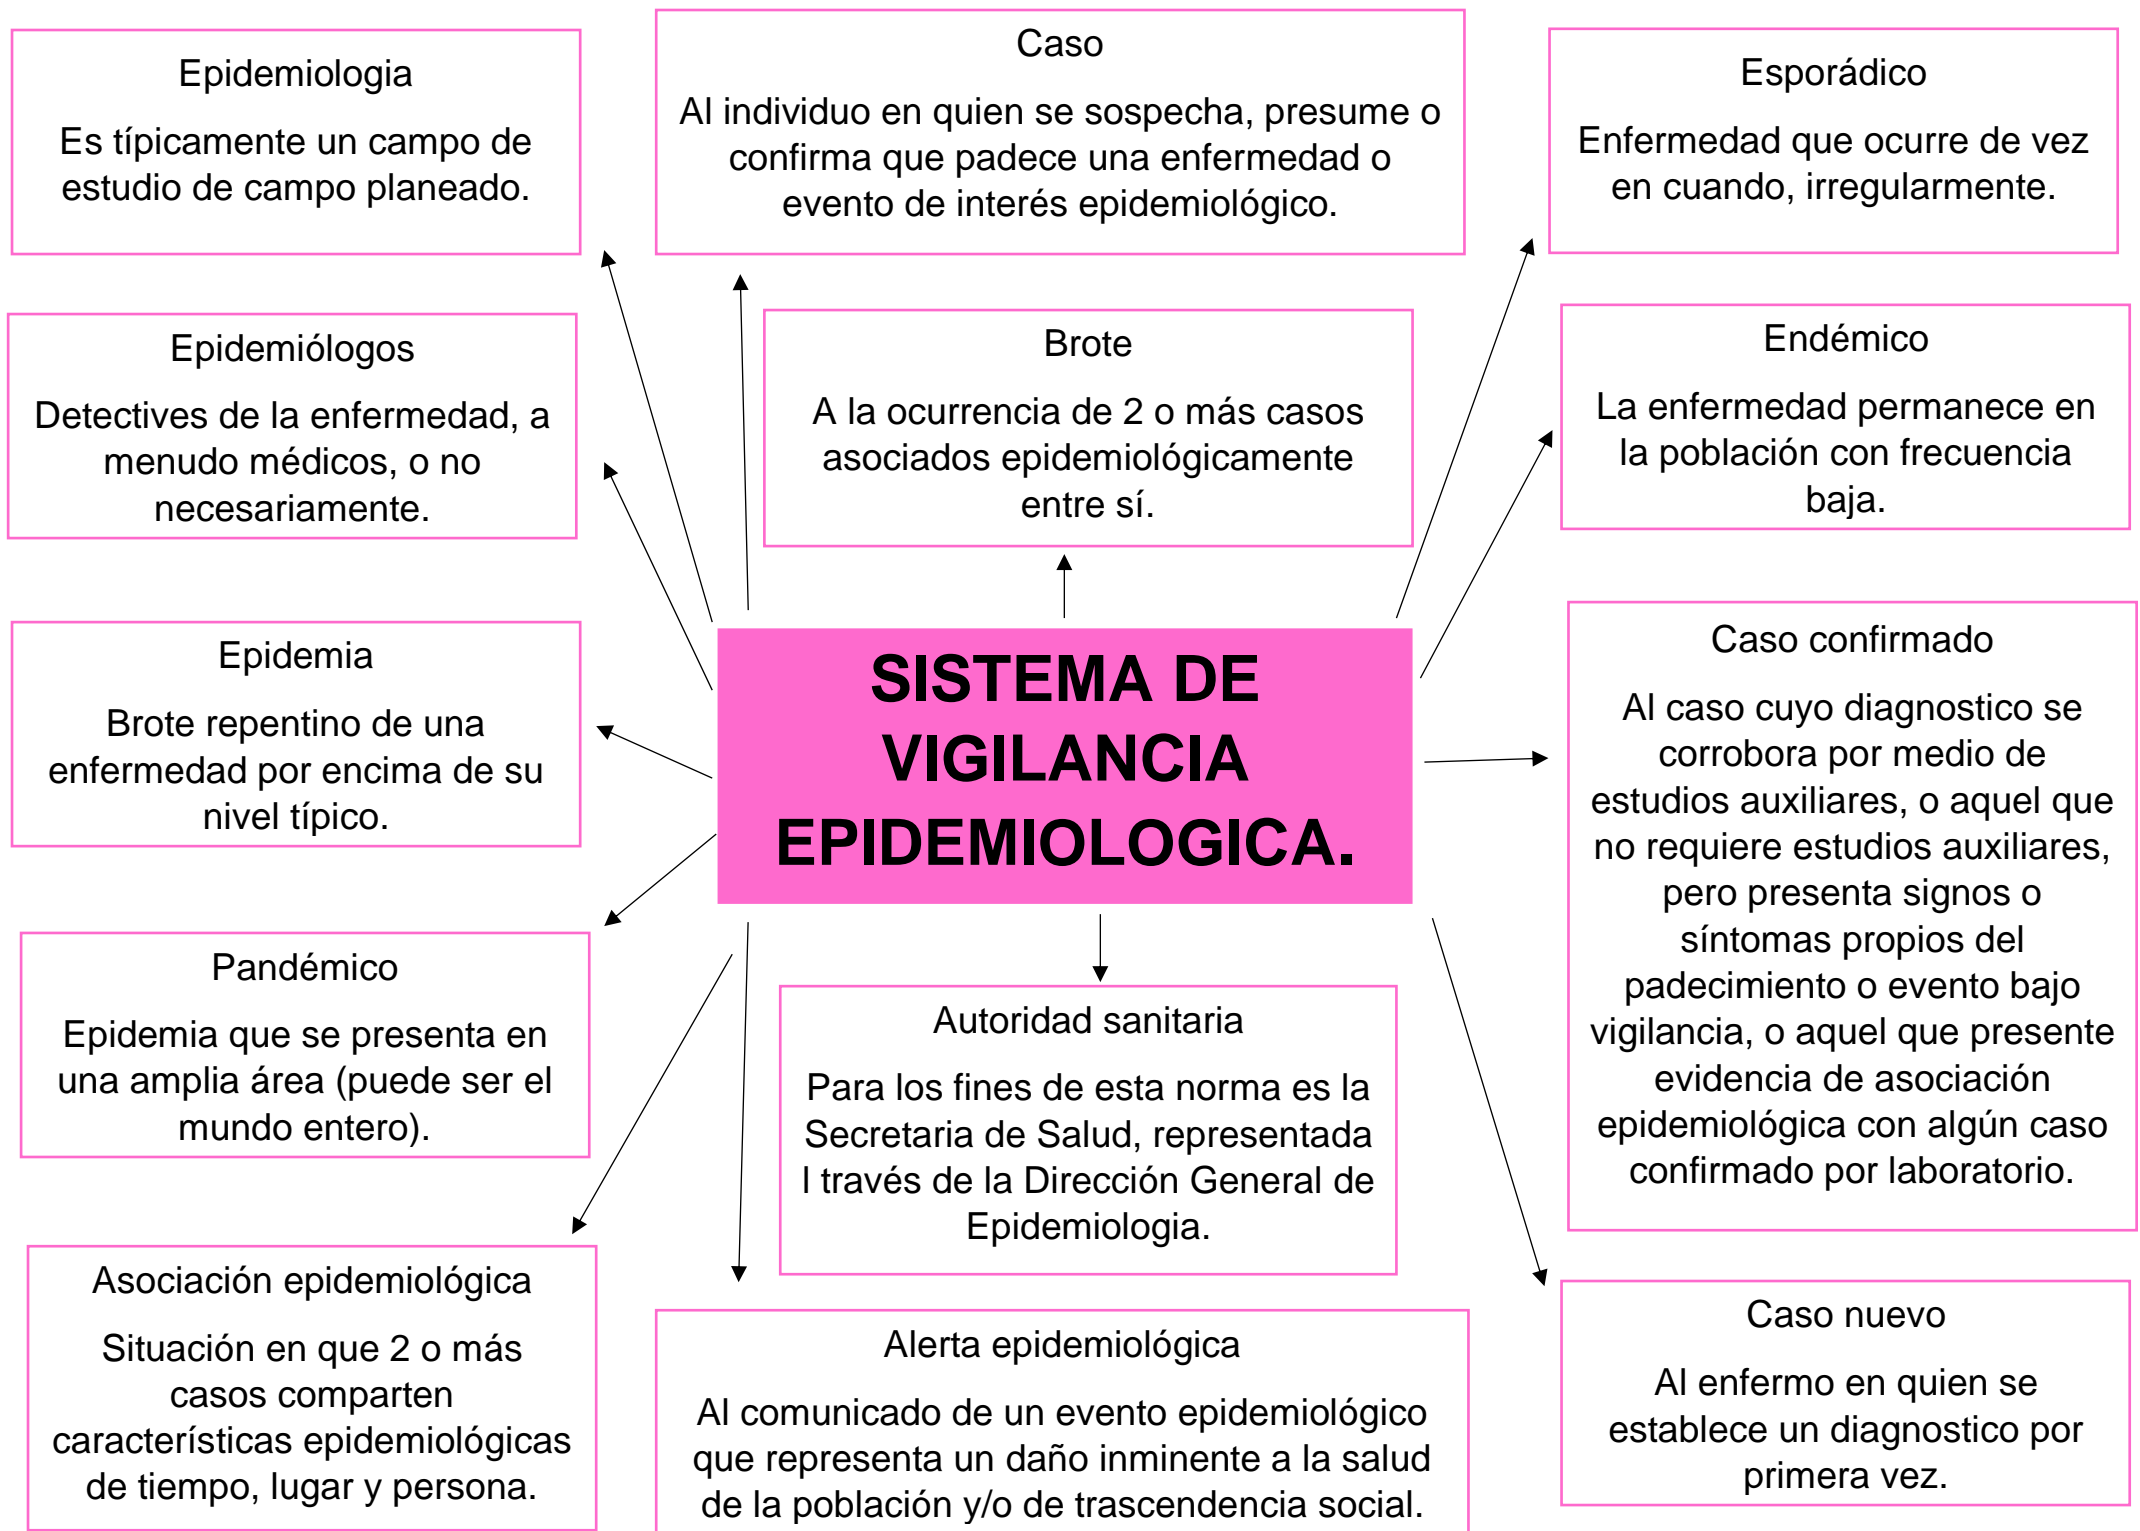 Epidemiologia
Es típicamente un campo de
estudio de campo planeado.
Caso
Al individuo en quien se sospecha, presume o
confirma que padece una enfermedad o
evento de interés epidemiológico.
Esporádico
Enfermedad que ocurre de vez
en cuando, irregularmente.
Epidemiólogos
Detectives de la enfermedad, a
menudo médicos, o no
necesariamente.
Brote
A la ocurrencia de 2 o más casos
asociados epidemiológicamente
entre sí.
Endémico
La enfermedad permanece en
la población con frecuencia
baja.
Epidemia
Brote repentino de una
enfermedad por encima de su
nivel típico.
SISTEMA DE
VIGILANCIA
EPIDEMIOLOGICA.
Caso confirmado
Al caso cuyo diagnostico se
corrobora por medio de
estudios auxiliares, o aquel que
no requiere estudios auxiliares,
pero presenta signos o
síntomas propios del
padecimiento o evento bajo
vigilancia, o aquel que presente
evidencia de asociación
epidemiológica con algún caso
confirmado por laboratorio.
Pandémico
Epidemia que se presenta en
una amplia área (puede ser el
mundo entero).
Autoridad sanitaria
Para los fines de esta norma es la
Secretaria de Salud, representada
l través de la Dirección General de
Epidemiologia.
Asociación epidemiológica
Situación en que 2 o más
casos comparten
características epidemiológicas
de tiempo, lugar y persona.
Alerta epidemiológica
Al comunicado de un evento epidemiológico
que representa un daño inminente a la salud
de la población y/o de trascendencia social.
Caso nuevo
Al enfermo en quien se
establece un diagnostico por
primera vez.